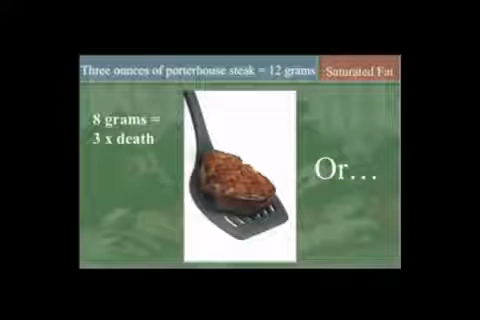 Three ounces of porterhouse steak = 12 grams
Saturated Fat
8 grams =
3 x death
Or...